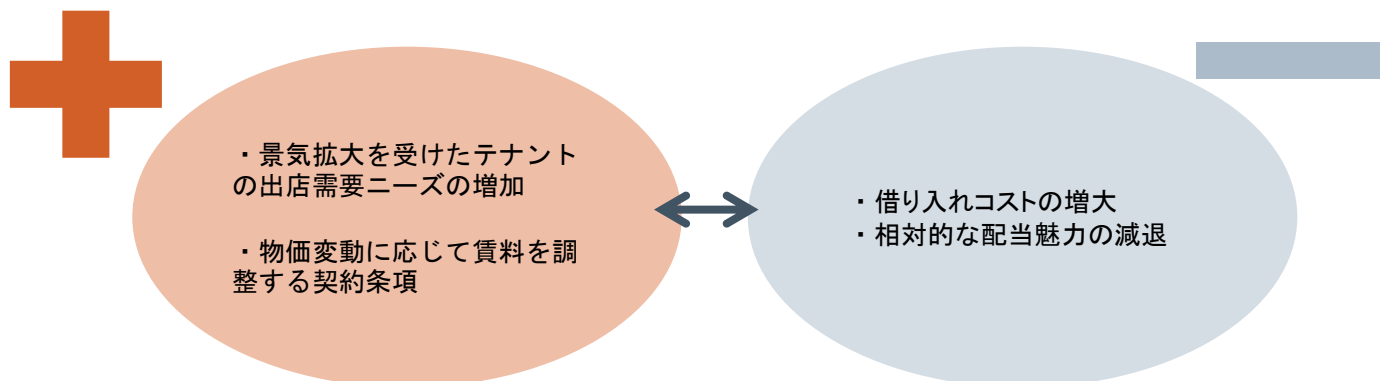 ・景気拡大を受けたテナント
の出店需要ニーズの増加
・物価変動に応じて賃料を調
整する契約条項
・借り入れコストの増大
・相対的な配当魅力の減退